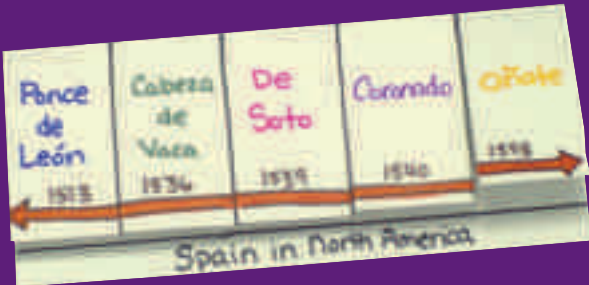 Ponce
de
León
1513
Cabeza
de
Vaca
1536
De
Soto
1539
Coronado
1540
Oñate
1598
Spain in North America